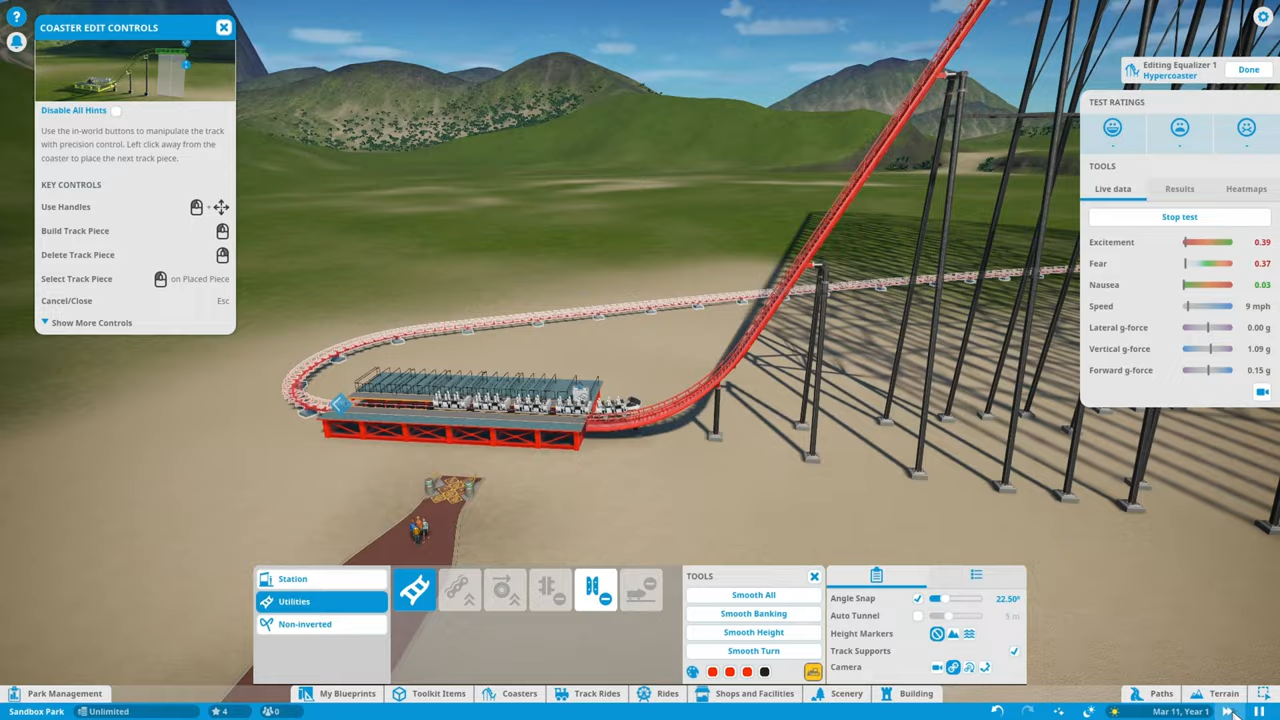 COASTER EDIT CONTROLS
Disable All Hints
Use the in-world buttons to manipulate the track
with precision control. Left click away from the
coaster to place the next track piece.
KEY CONTROLS
Use Handles
Build Track Piece
Delete Track Piece
Select Track Piece on Placed Piece
Cancel/Close Esc
Show More Controls
Editing Equalizer 1
Hypercoaster
Done
TEST RATINGS
- - -
TOOLS
Live data Results Heatmaps
Stop test
Excitement 0.39
Fear 0.37
Nausea 0.03
Speed 9 mph
Lateral g-force 0.00 g
Vertical g-force 1.09 g
Forward g-force 0.15 g
Station
Utilities
Non-inverted
TOOLS
Smooth All
Smooth Banking
Smooth Height
Smooth Turn
Angle Snap 22.50°
Auto Tunnel 5 m
Height Markers
Track Supports
Camera
Park Management My Blueprints Toolkit Items Coasters Track Rides Rides Shops and Facilities Scenery Building Paths Terrain
Sandbox Park Unlimited 4 0 Mar 11, Year 1